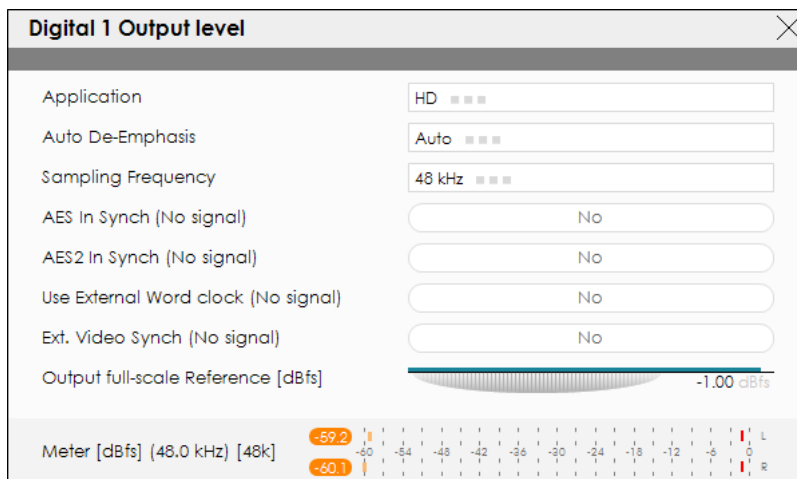 Digital 1 Output level
Application HD
Auto De-Emphasis Auto
Sampling Frequency 48 kHz
AES In Synch (No signal) No
AES2 In Synch (No signal) No
Use External Word clock (No signal) No
Ext. Video Synch (No signal) No
Output full-scale Reference [dBfs] -1.00 dBfs
-59.2 L
Meter [dBfs] (48.0 kHz) [48k] -60 -54 -48 -42 -36 -30 -24 -18 -12 -6 0
-60.1 R